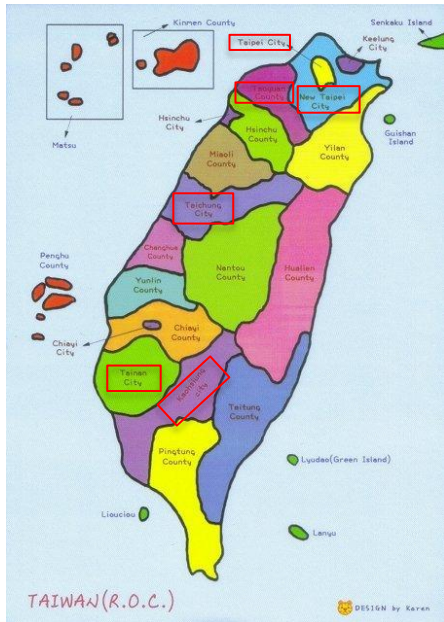 Kinmen County
Senkaku Island
Taipei City
Keelung
City
Taoyuan
County
New Taipei
City
Hsinchu
City
Hsinchu
County
Matsu
Guishan
Island
Yilan
County
Miaoli
County
Taichung
City
Changhua
County
Nantou
County
Hualien
County
Penghu
County
Yunlin
County
Chiayi
County
Chiayi
City
Tainan
City
Kaohsiung
city
Taitung
County
Pingtung
County
Lyudao(Green Island)
Liouciou
Lanyu
TAIWAN(R.O.C.)
DESIGN by Karen